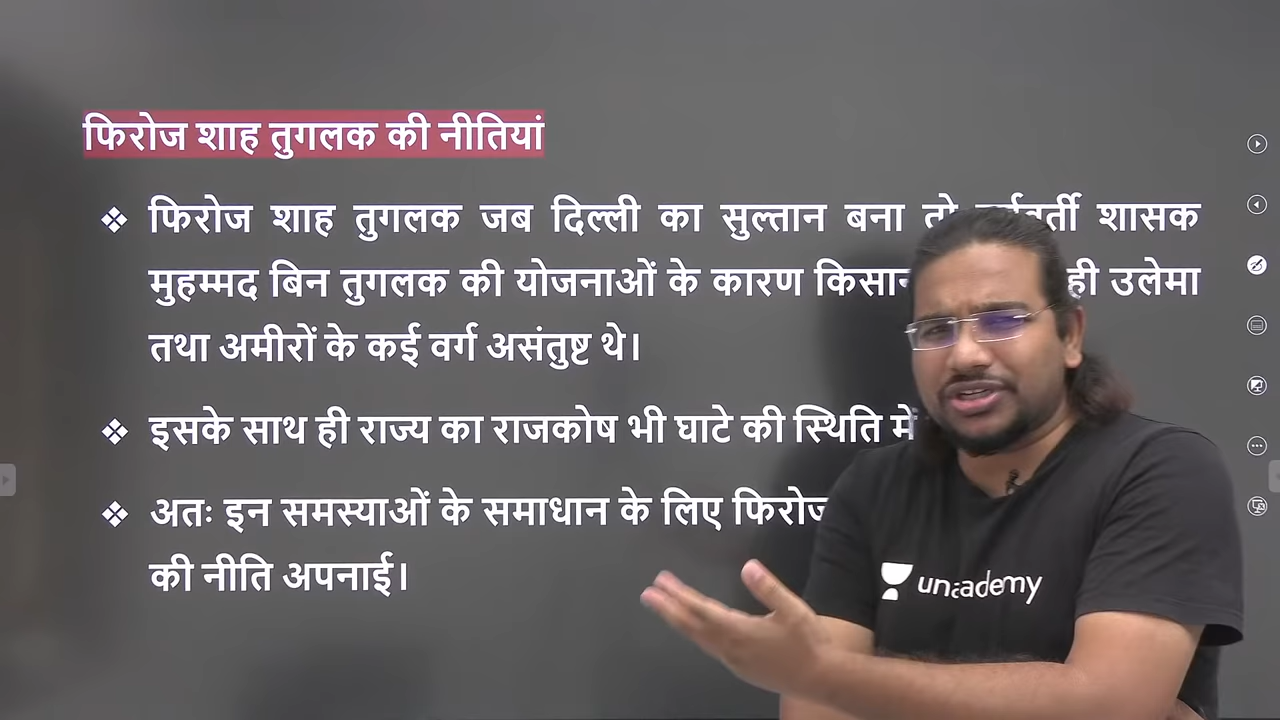 फिरोज शाह तुगलक की नीतियां
फिरोज शाह तुगलक जब दिल्ली का सुल्तान बना तो शासक
मुहम्मद बिन तुगलक की योजनाओं के कारण ही उलेमा
तथा अमीरों के कई वर्ग असंतुष्ट थे।
इसके साथ ही राज्य का राजकोष भी घाटे की स्थिति में
अतः इन समस्याओं के समाधान के लिए फिरोज
की नीति अपनाई।
unacademy